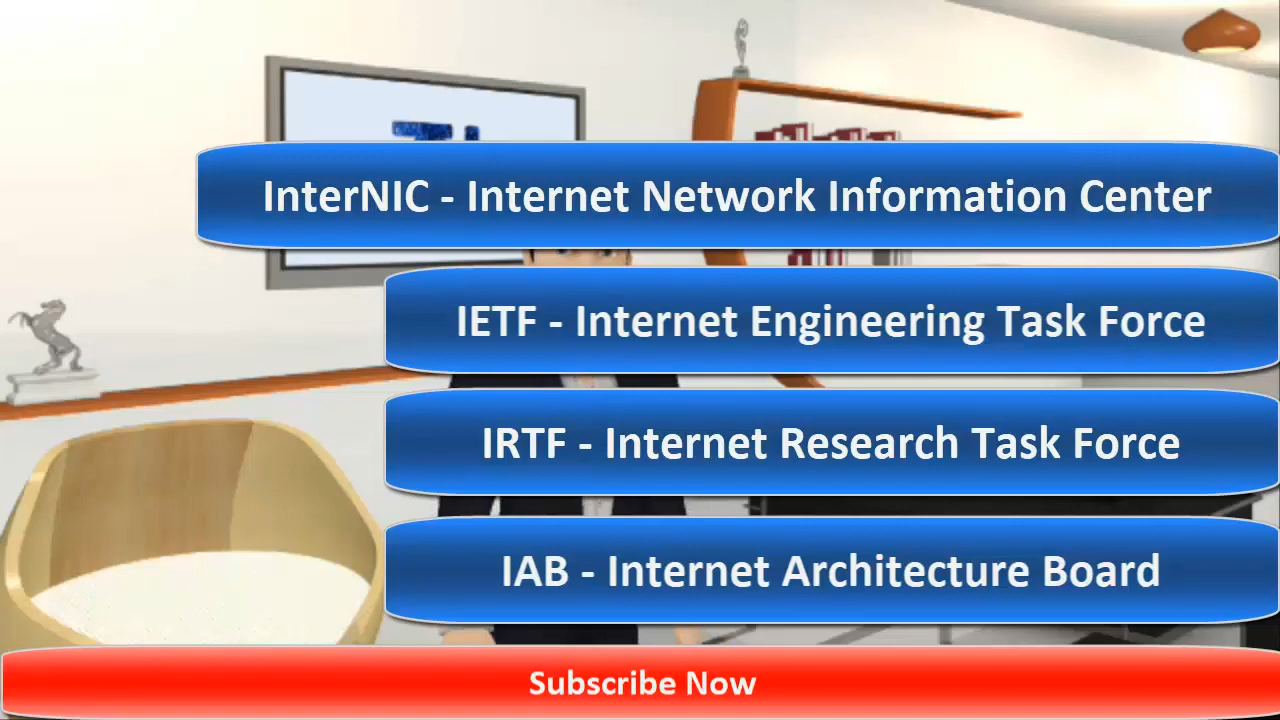 InterNIC - Internet Network Information Center
IETF - Internet Engineering Task Force
IRTF - Internet Research Task Force
IAB - Internet Architecture Board
Subscribe Now